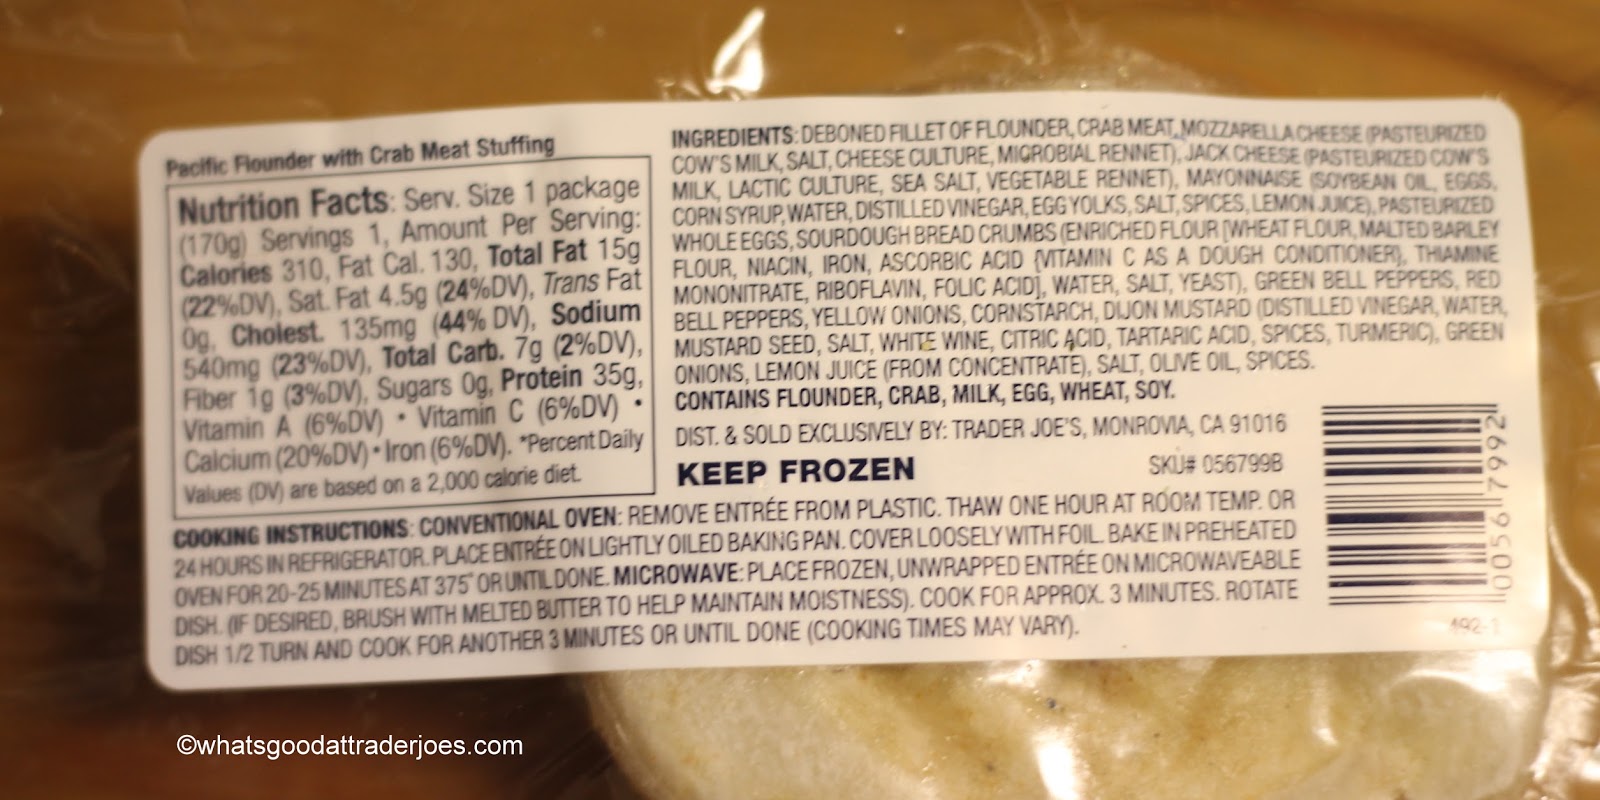 Pacific Flounder with Crab Meat Stuffing
Nutrition Facts: Serv. Size 1 package
(170g) Servings 1, Amount Per Serving:
Calories 310, Fat Cal. 130, Total Fat 15g
(22%DV), Sat. Fat 4.5g (24%DV), Trans Fat
0g, Cholest. 135mg (44% DV), Sodium
540mg (23%DV), Total Carb. 7g (2%DV),
Fiber 1g (3%DV), Sugars 0g, Protein 35g,
Vitamin A (6%DV) • Vitamin C (6%DV) •
Calcium (20%DV) • Iron (6%DV). *Percent Daily
Values (DV) are based on a 2,000 calorie diet.
INGREDIENTS: DEBONED FILLET OF FLOUNDER, CRAB MEAT, MOZZARELLA CHEESE (PASTEURIZED
COW'S MILK, SALT, CHEESE CULTURE, MICROBIAL RENNET), JACK CHEESE (PASTEURIZED COW'S
MILK, LACTIC CULTURE, SEA SALT, VEGETABLE RENNET), MAYONNAISE (SOYBEAN OIL, EGGS,
CORN SYRUP, WATER, DISTILLED VINEGAR, EGG YOLKS, SALT, SPICES, LEMON JUICE), PASTEURIZED
WHOLE EGGS, SOURDOUGH BREAD CRUMBS (ENRICHED FLOUR [WHEAT FLOUR, MALTED BARLEY
FLOUR, NIACIN, IRON, ASCORBIC ACID {VITAMIN C AS A DOUGH CONDITIONER}, THIAMINE
MONONITRATE, RIBOFLAVIN, FOLIC ACID], WATER, SALT, YEAST), GREEN BELL PEPPERS, RED
BELL PEPPERS, YELLOW ONIONS, CORNSTARCH, DIJON MUSTARD (DISTILLED VINEGAR, WATER,
MUSTARD SEED, SALT, WHITE WINE, CITRIC ACID, TARTARIC ACID, SPICES, TURMERIC), GREEN
ONIONS, LEMON JUICE (FROM CONCENTRATE), SALT, OLIVE OIL, SPICES.
CONTAINS FLOUNDER, CRAB, MILK, EGG, WHEAT, SOY.
DIST. & SOLD EXCLUSIVELY BY: TRADER JOE'S, MONROVIA, CA 91016
KEEP FROZEN
SKU# 056799B
COOKING INSTRUCTIONS: CONVENTIONAL OVEN: REMOVE ENTRÉE FROM PLASTIC. THAW ONE HOUR AT ROOM TEMP. OR
24 HOURS IN REFRIGERATOR. PLACE ENTRÉE ON LIGHTLY OILED BAKING PAN. COVER LOOSELY WITH FOIL. BAKE IN PREHEATED
OVEN FOR 20-25 MINUTES AT 375° OR UNTIL DONE. MICROWAVE: PLACE FROZEN, UNWRAPPED ENTRÉE ON MICROWAVEABLE
DISH. (IF DESIRED, BRUSH WITH MELTED BUTTER TO HELP MAINTAIN MOISTNESS). COOK FOR APPROX. 3 MINUTES. ROTATE
DISH 1/2 TURN AND COOK FOR ANOTHER 3 MINUTES OR UNTIL DONE (COOKING TIMES MAY VARY).
0056 7992
492-1
©whatsgoodattraderjoes.com